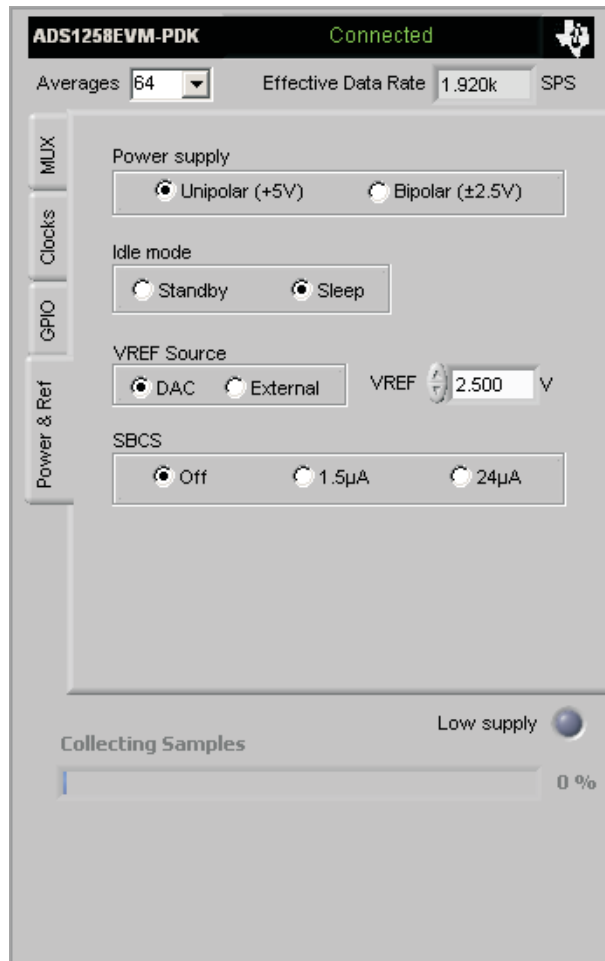 ADS1258EVM-PDK Connected
Averages 64 Effective Data Rate 1.920k SPS
MUX
Clocks
GPIO
Power & Ref
Power supply
Unipolar (+5V) Bipolar (±2.5V)
Idle mode
Standby Sleep
VREF Source
DAC External VREF 2.500 V
SBCS
Off 1.5µA 24µA
Low supply
Collecting Samples
0 %